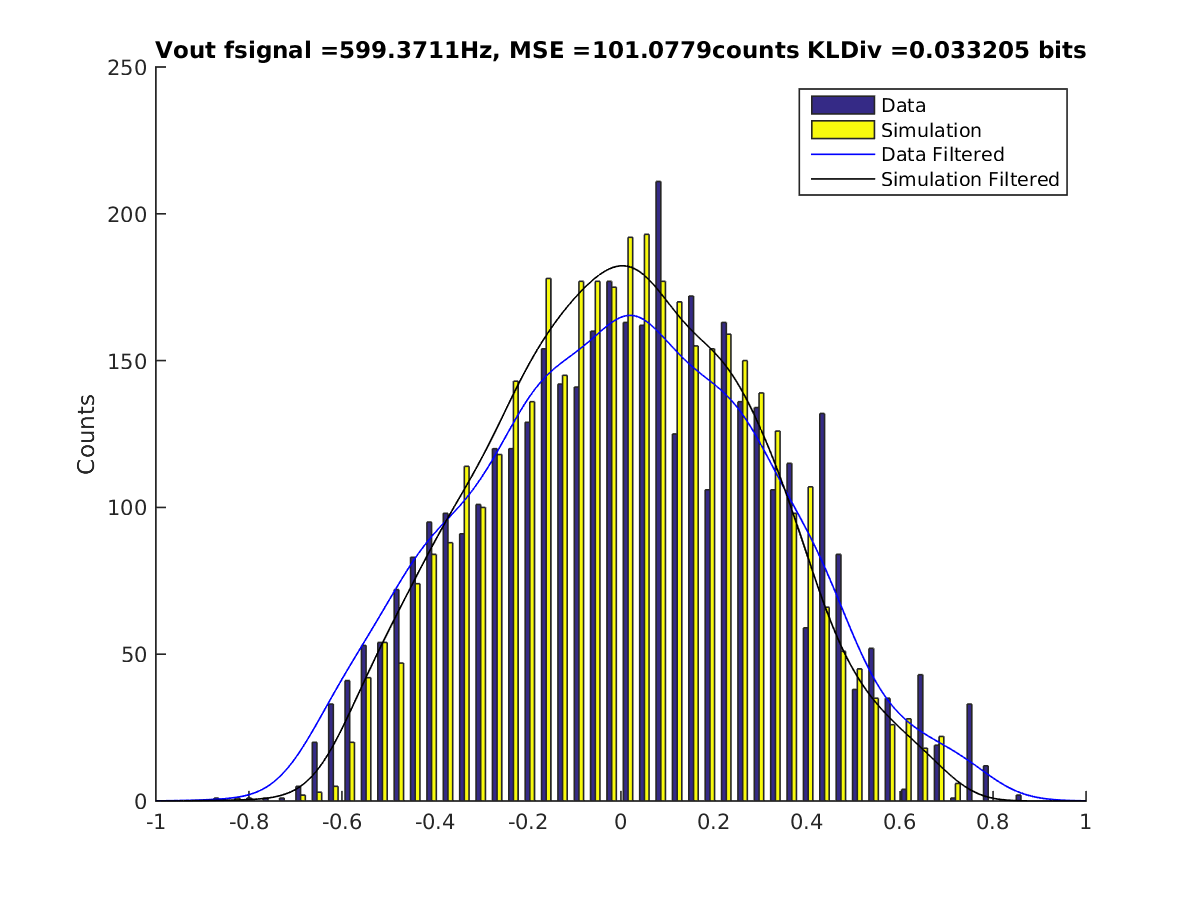 Vout fsignal =599.3711Hz, MSE =101.0779counts KLDiv =0.033205 bits
250
200
150
100
50
0
Counts
Data
Simulation
Data Filtered
Simulation Filtered
-1 -0.8 -0.6 -0.4 -0.2 0 0.2 0.4 0.6 0.8 1